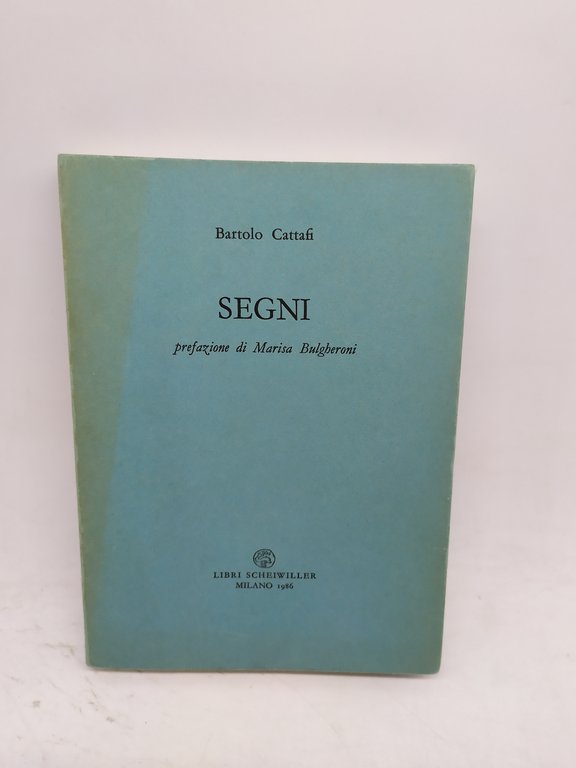 Bartolo Cattafi
SEGNI
prefazione di Marisa Bulgheroni
LIBRI SCHEIWILLER
MILANO 1986